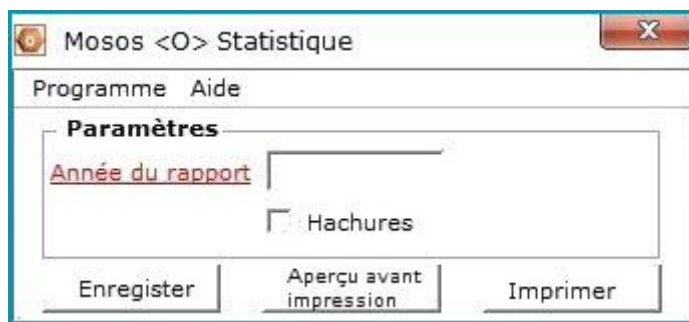 Mosos <O> Statistique
Programme Aide
Paramètres
Année du rapport
Hachures
Enregister
Aperçu avant
impression
Imprimer